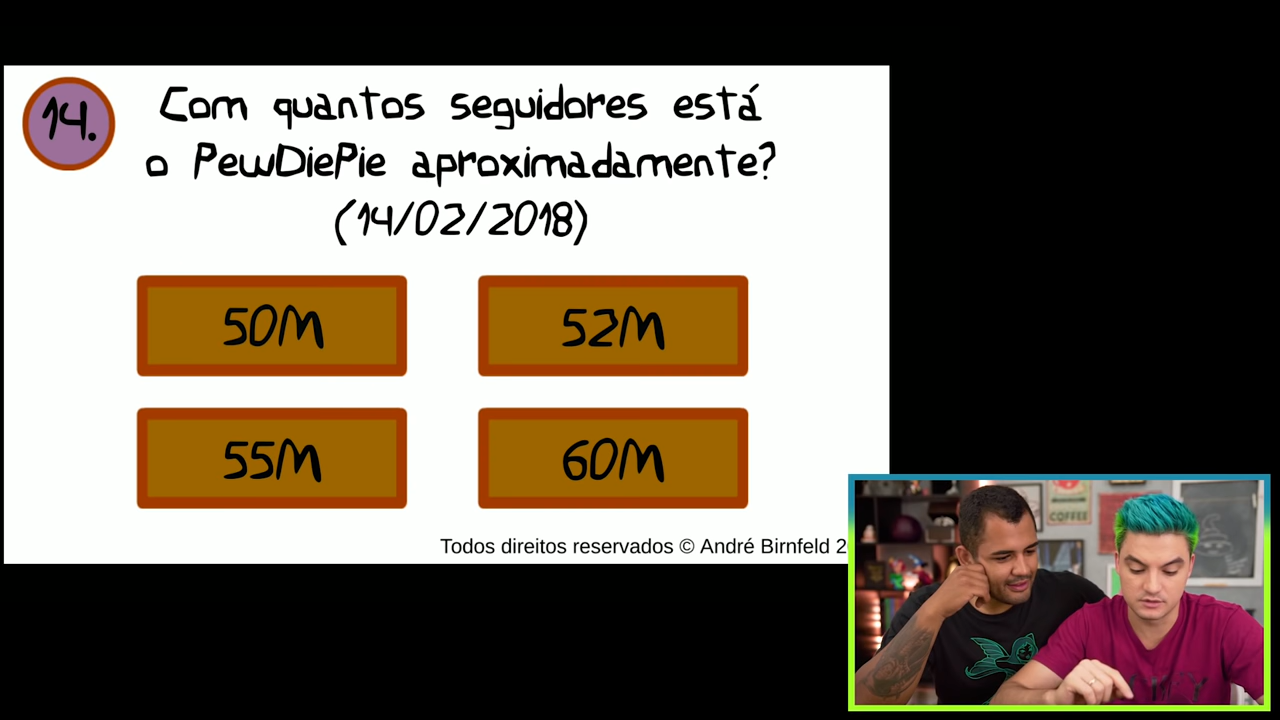 14.
Com quantos seguidores está
o PewDiePie aproximadamente?
(14/02/2018)
50M
52M
55M
60M
Todos direitos reservados © André Birnfeld
COFFEE